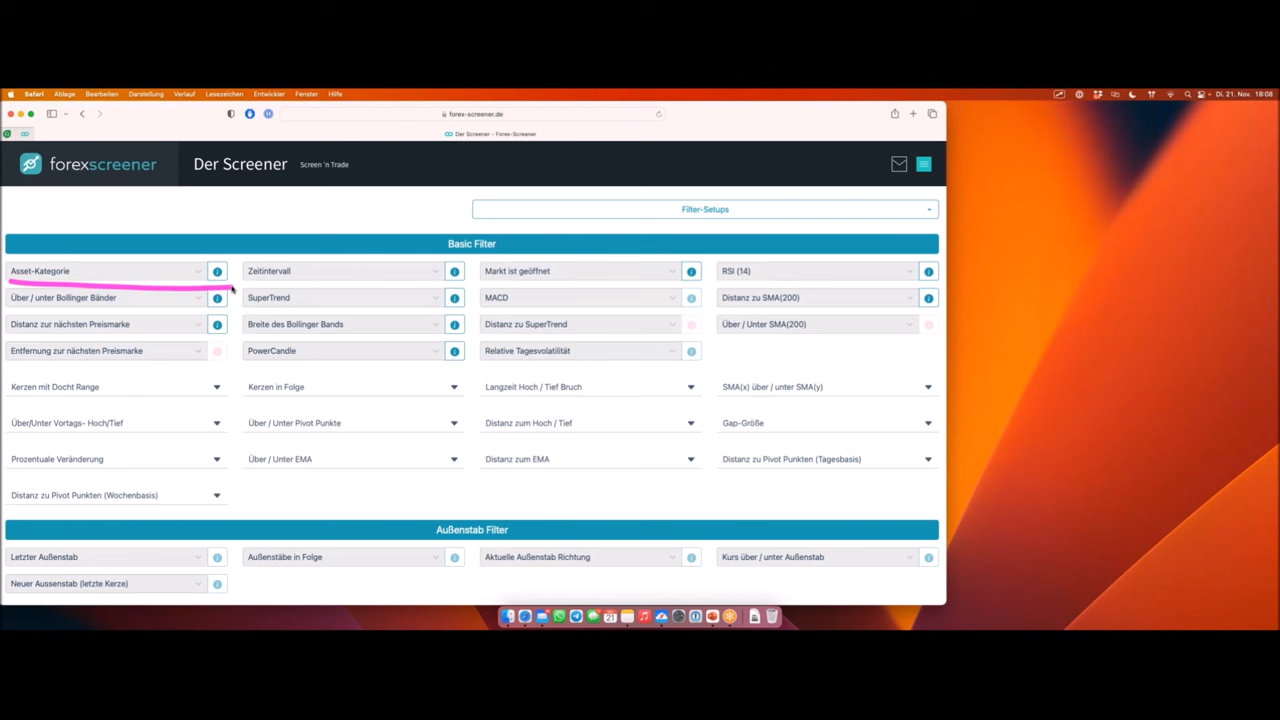 Safari Ablage Bearbeiten Darstellung Verlauf Lesezeichen Entwickler Fenster Hilfe Di. 21. Nov. 18:08
forex-screener.de
Der Screener - Forex-Screener
forexscreener Der Screener Screen 'n Trade
Filter-Setups
Basic Filter
Asset-Kategorie Zeitintervall Markt ist geöffnet RSI (14)
Über / unter Bollinger Bänder SuperTrend MACD Distanz zu SMA(200)
Distanz zur nächsten Preismarke Breite des Bollinger Bands Distanz zu SuperTrend Über / Unter SMA(200)
Entfernung zur nächsten Preismarke PowerCandle Relative Tagesvolatilität
Kerzen mit Docht Range Kerzen in Folge Langzeit Hoch / Tief Bruch SMA(x) über / unter SMA(y)
Über/Unter Vortags- Hoch/Tief Über / Unter Pivot Punkte Distanz zum Hoch / Tief Gap-Größe
Prozentuale Veränderung Über / Unter EMA Distanz zum EMA Distanz zu Pivot Punkten (Tagesbasis)
Distanz zu Pivot Punkten (Wochenbasis)
Außenstab Filter
Letzter Außenstab Außenstäbe in Folge Aktuelle Außenstab Richtung Kurs über / unter Außenstab
Neuer Aussenstab (letzte Kerze)